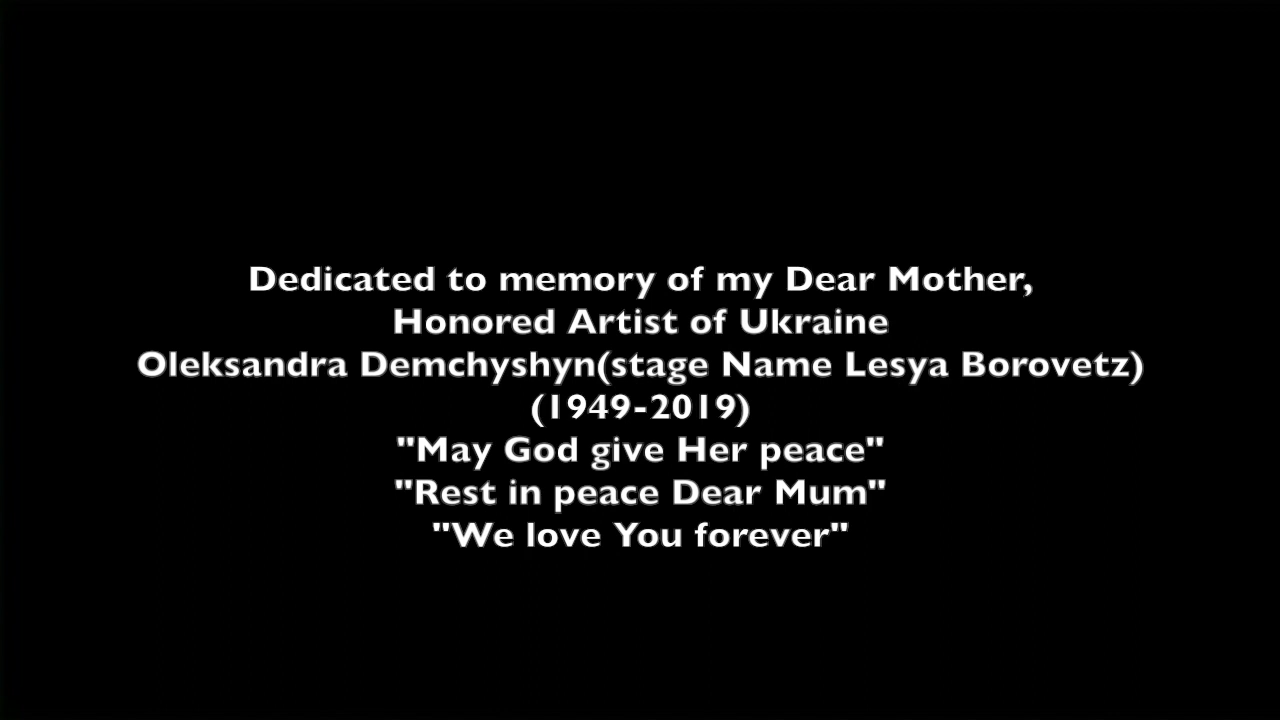 Dedicated to memory of my Dear Mother,
Honored Artist of Ukraine
Oleksandra Demchyshyn(stage Name Lesya Borovetz)
(1949-2019)
"May God give Her peace"
"Rest in peace Dear Mum"
"We love You forever"